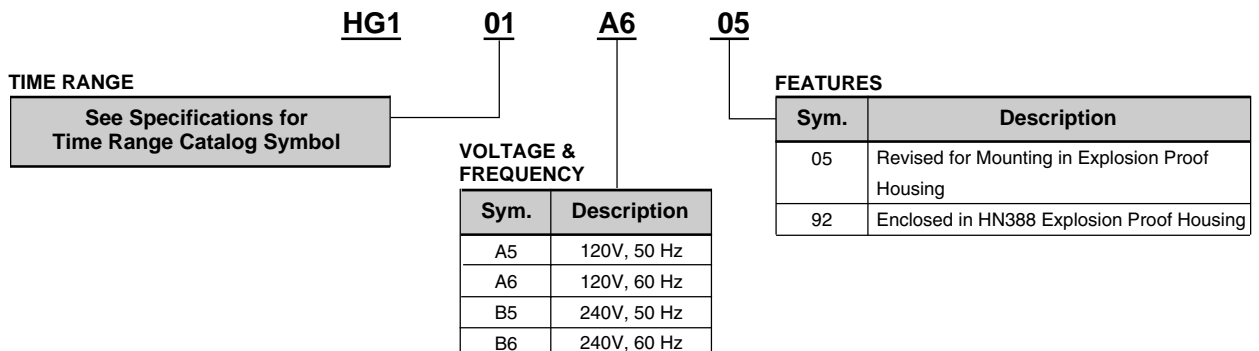 HG1 01 A6 05
TIME RANGE
See Specifications for
Time Range Catalog Symbol
VOLTAGE &
FREQUENCY
Sym. Description
A5 120V, 50 Hz
A6 120V, 60 Hz
B5 240V, 50 Hz
B6 240V, 60 Hz
FEATURES
Sym. Description
05 Revised for Mounting in Explosion Proof
Housing
92 Enclosed in HN388 Explosion Proof Housing